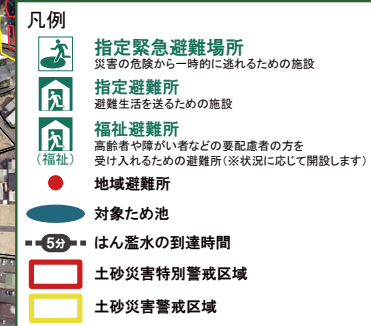 凡例
指定緊急避難場所
災害の危険から一時的に逃れるための施設
指定避難所
避難生活を送るための施設
福祉避難所
高齢者や障がい者などの要配慮者の方を
(福祉) 受け入れるための避難所(※状況に応じて開設します)
地域避難所
対象ため池
5分 はん濫水の到達時間
土砂災害特別警戒区域
土砂災害警戒区域